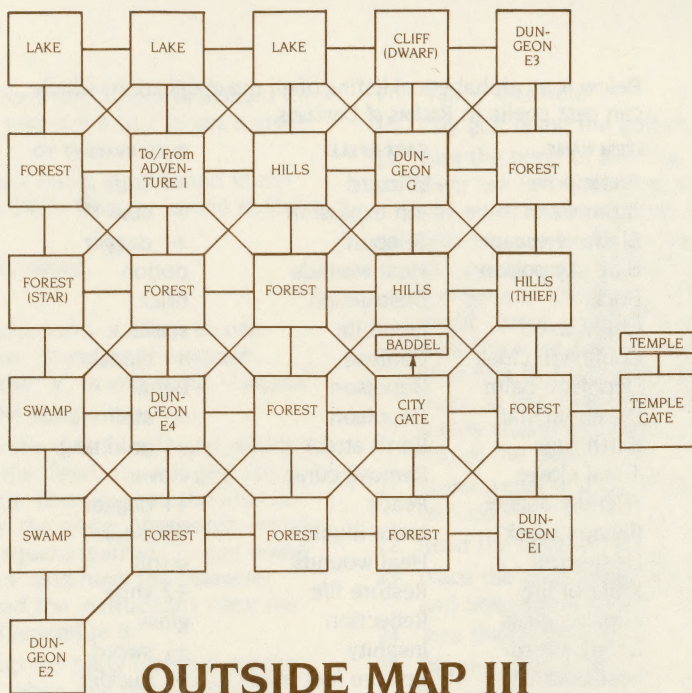 LAKE
LAKE
LAKE
CLIFF
(DWARF)
DUN-
GEON
E3
FOREST
To/From
ADVEN-
TURE II
HILLS
DUN-
GEON
G
FOREST
FOREST
(STAR)
FOREST
FOREST
HILLS
HILLS
(THIEF)
BADDEL
TEMPLE
SWAMP
DUN-
GEON
E4
FOREST
CITY
GATE
FOREST
TEMPLE
GATE
SWAMP
FOREST
FOREST
FOREST
DUN-
GEON
E1
DUN-
GEON
E2
OUTSIDE MAP III